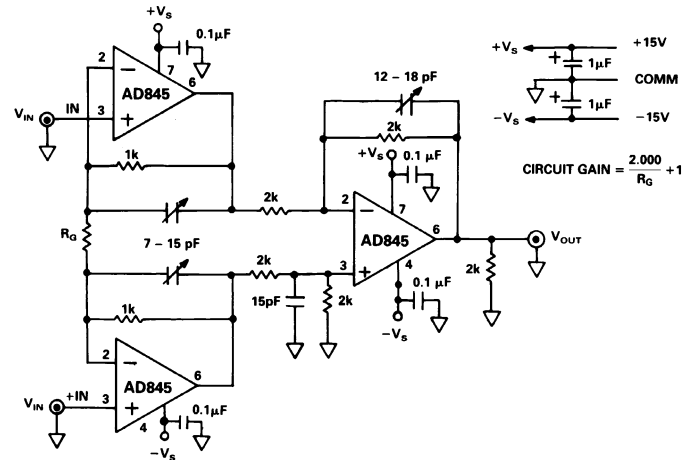 +VS
0.1µF
2
7
6
AD845
VIN
IN
3
1k
2k
RG
7 – 15 pF
2k
15pF
2k
1k
2
6
AD845
VIN
+IN
3
4
0.1µF
–VS
12 – 18 pF
2k
+VS
0.1 µF
2
7
6
AD845
3
4
0.1 µF
–VS
VOUT
2k
+VS
+15V
+
1µF
COMM
+
1µF
–VS
–15V
CIRCUIT GAIN = 2.000 / RG + 1